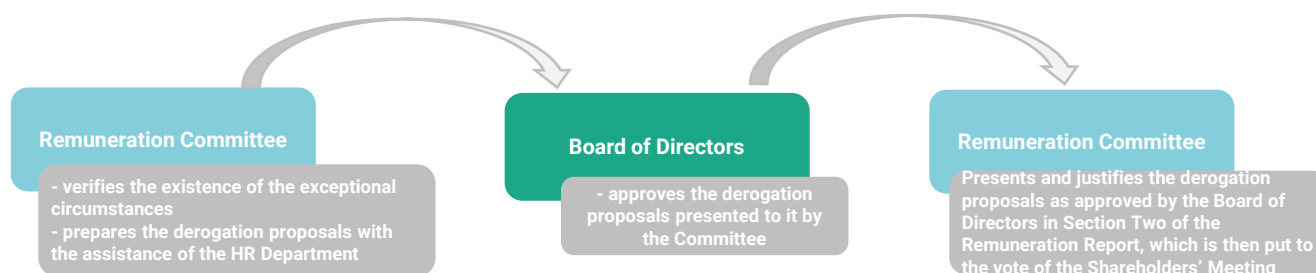 Remuneration Committee
- verifies the existence of the exceptional
circumstances
- prepares the derogation proposals with
the assistance of the HR Department
Board of Directors
- approves the derogation
proposals presented to it by
the Committee
Remuneration Committee
Presents and justifies the derogation
proposals as approved by the Board of
Directors in Section Two of the
Remuneration Report, which is then put to
the vote of the Shareholders’ Meeting